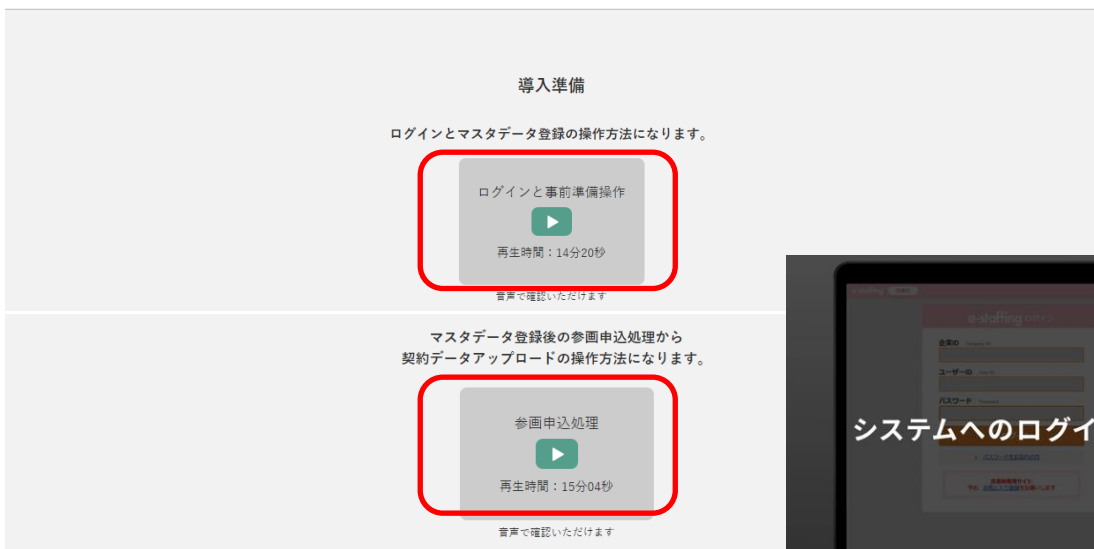 導入準備
ログインとマスタデータ登録の操作方法になります。
ログインと事前準備操作
再生時間：14分20秒
音声で確認いただけます
マスタデータ登録後の参画申込処理から
契約データアップロードの操作方法になります。
参画申込処理
再生時間：15分04秒
音声で確認いただけます
e-staffing
e-staffing ログイン
企業ID
ユーザーID
パスワード
システムへのログイ